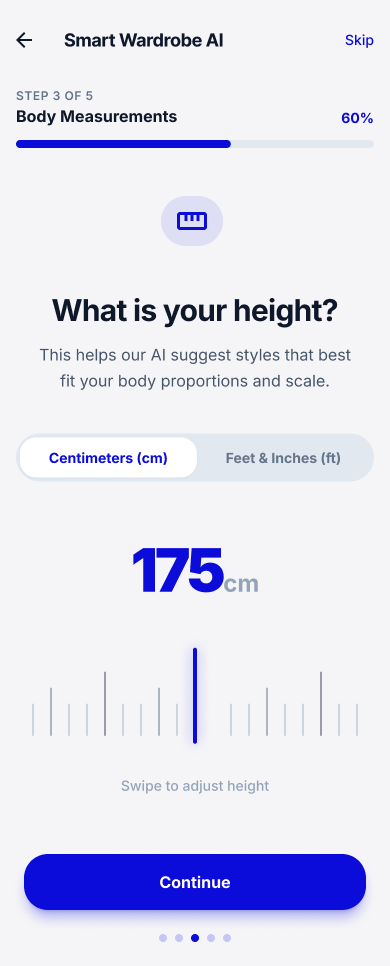 Smart Wardrobe AI
Skip
STEP 3 OF 5
Body Measurements
60%
What is your height?
This helps our AI suggest styles that best
fit your body proportions and scale.
Centimeters (cm)
Feet & Inches (ft)
175cm
Swipe to adjust height
Continue